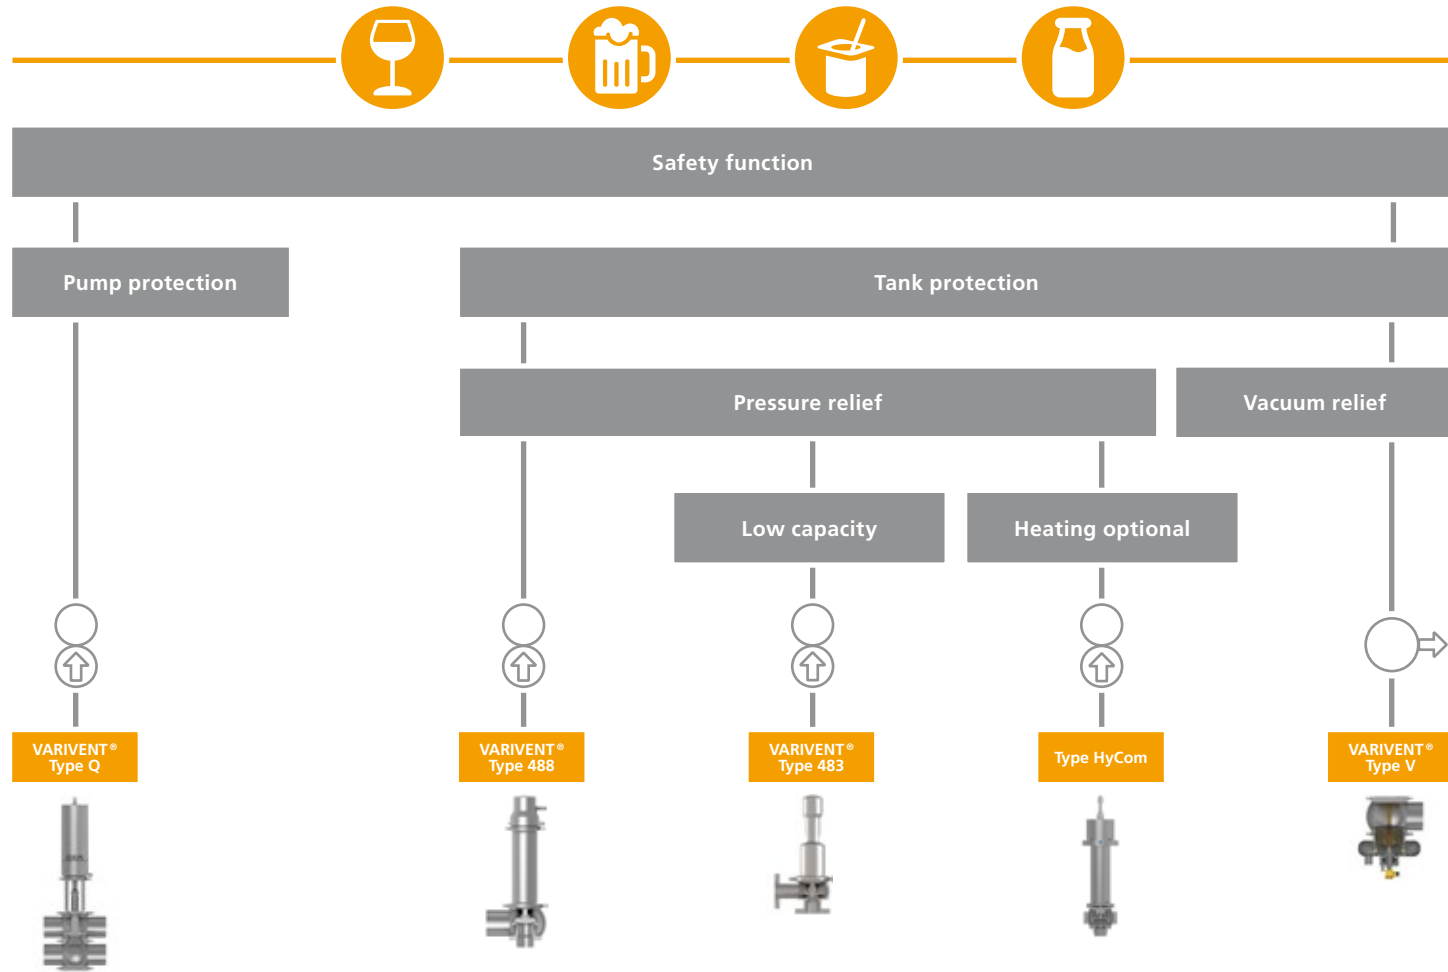 Safety function
Pump protection
Tank protection
Pressure relief
Vacuum relief
Low capacity
Heating optional
VARIVENT®
Type Q
VARIVENT®
Type 488
VARIVENT®
Type 483
Type HyCom
VARIVENT®
Type V